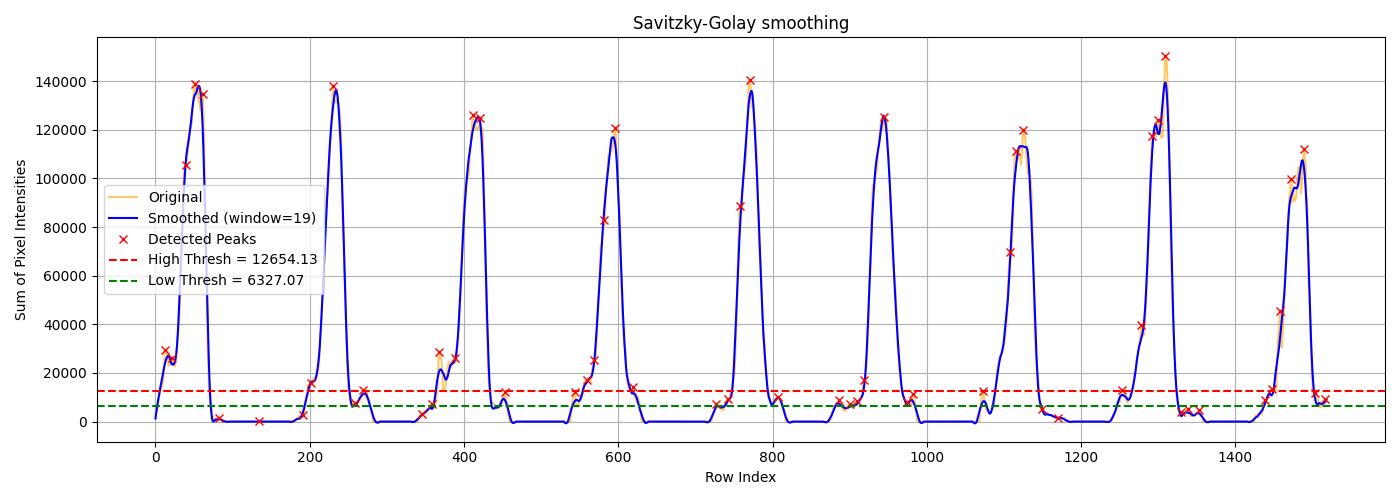 Savitzky-Golay smoothing
140000
120000
100000
80000
60000
40000
20000
0
Sum of Pixel Intensities
Original
Smoothed (window=19)
Detected Peaks
High Thresh = 12654.13
Low Thresh = 6327.07
0 200 400 600 800 1000 1200 1400
Row Index